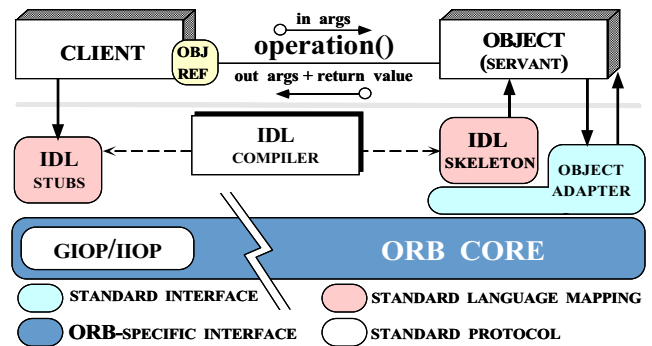 in args
CLIENT
OBJ
REF
operation()
OBJECT
(SERVANT)
out args + return value
IDL
STUBS
IDL
COMPILER
IDL
SKELETON
OBJECT
ADAPTER
GIOP/IIOP
ORB CORE
STANDARD INTERFACE
STANDARD LANGUAGE MAPPING
ORB-SPECIFIC INTERFACE
STANDARD PROTOCOL